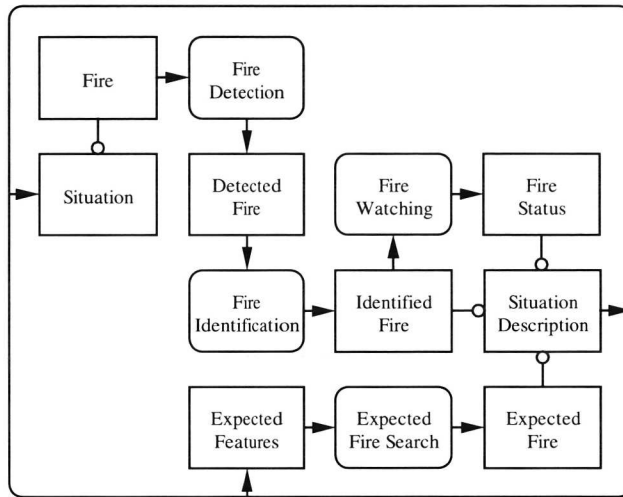 Fire
Fire
Detection
Situation
Detected
Fire
Fire
Watching
Fire
Status
Fire
Identification
Identified
Fire
Situation
Description
Expected
Features
Expected
Fire Search
Expected
Fire